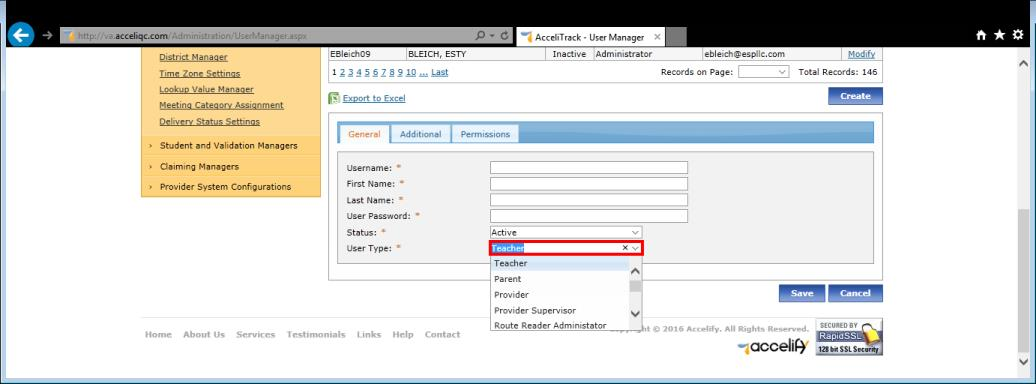 http://va.acceliqc.com/Administration/UserManager.aspx
AcceliTrack - User Manager
District Manager
Time Zone Settings
Lookup Value Manager
Meeting Category Assignment
Delivery Status Settings
› Student and Validation Managers
› Claiming Managers
› Provider System Configurations
EBleich09 BLEICH, ESTY Inactive Administrator ebleich@espllc.com Modify
1 2 3 4 5 6 7 8 9 10 ... Last Records on Page: Total Records: 146
Export to Excel
Create
General Additional Permissions
Username: *
First Name: *
Last Name: *
User Password: *
Status: * Active
User Type: * Teacher
Teacher
Parent
Provider
Provider Supervisor
Route Reader Administator
Save Cancel
Home About Us Services Testimonials Links Help Contact
ht © 2016 Accelify. All Rights Reserved.
accelify
SECURED BY
RapidSSL
128 bit SSL Security